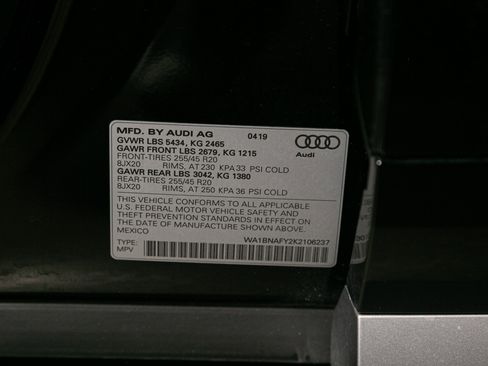 MFD. BY AUDI AG 0419
GVWR LBS 5434, KG 2465
GAWR FRONT LBS 2679, KG 1215
FRONT-TIRES 255/45 R20
8JX20 RIMS, AT 230 KPA 33 PSI COLD
GAWR REAR LBS 3042, KG 1380
REAR-TIRES 255/45 R20
8JX20 RIMS, AT 250 KPA 36 PSI COLD
Audi
THIS VEHICLE CONFORMS TO ALL APPLICABLE
U.S. FEDERAL MOTOR VEHICLE SAFETY AND
THEFT PREVENTION STANDARDS IN EFFECT ON
THE DATE OF MANUFACTURE SHOWN ABOVE.
MEXICO
TYPE: WA1BNAFY2K2106237
MPV